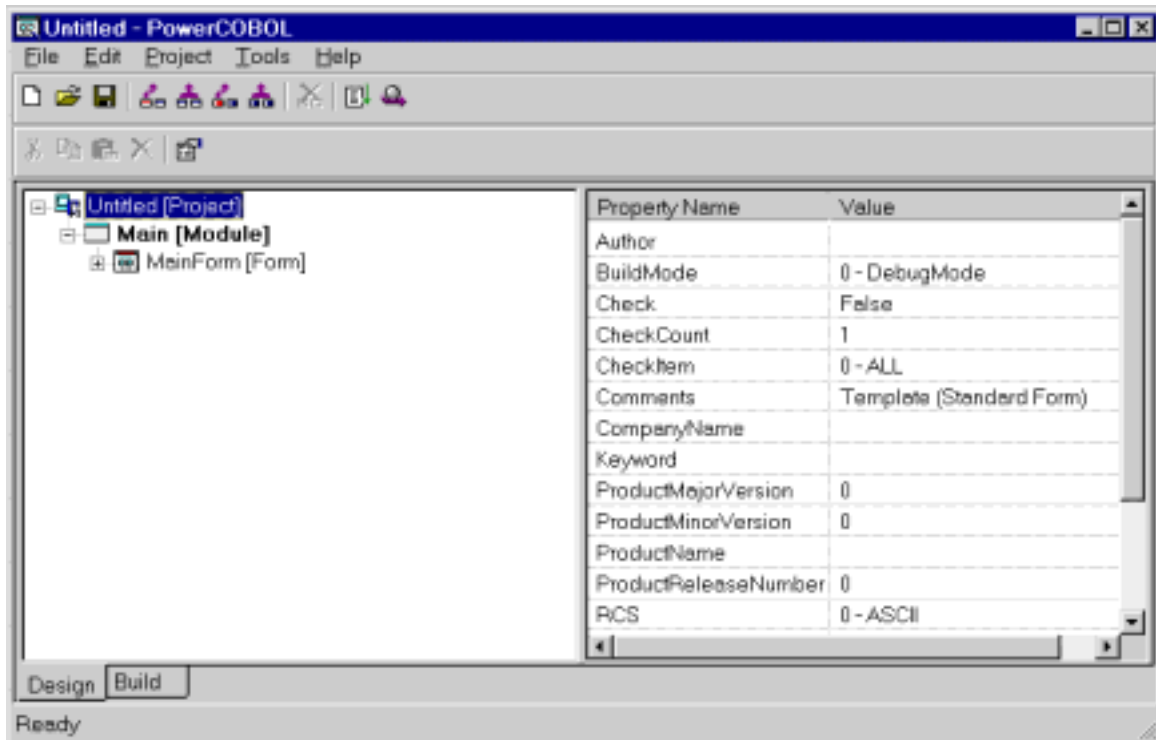 Untitled - PowerCOBOL
File Edit Project Tools Help
Untitled [Project]
Main [Module]
MainForm [Form]
Property Name Value
Author
BuildMode 0 - DebugMode
Check False
CheckCount 1
CheckItem 0 - ALL
Comments Template (Standard Form)
CompanyName
Keyword
ProductMajorVersion 0
ProductMinorVersion 0
ProductName
ProductReleaseNumber 0
RCS 0 - ASCII
Design Build
Ready